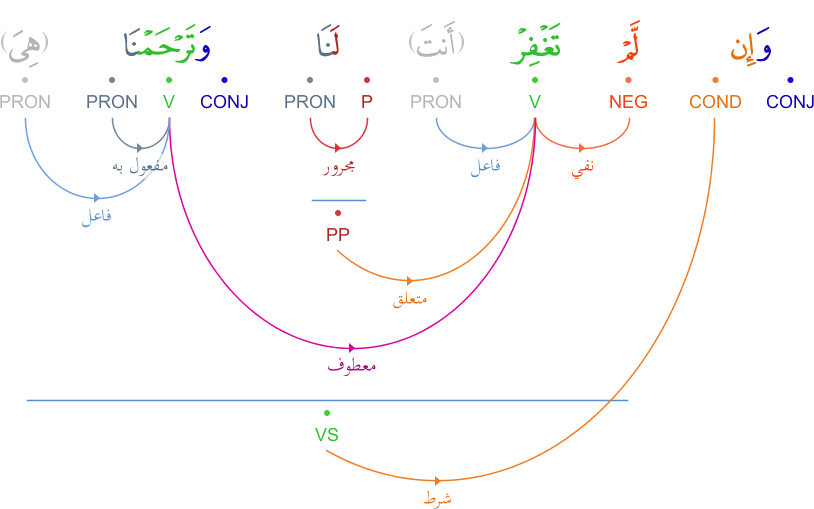 وَإِن لَّمْ تَغْفِرْ (أَنتَ) لَنَا وَتَرْحَمْنَا (هِيَ)
CONJ COND NEG V PRON P PRON CONJ V PRON PRON
نفي فاعل مجرور مفعول به
فاعل
PP
متعلق
معطوف
VS
شرط